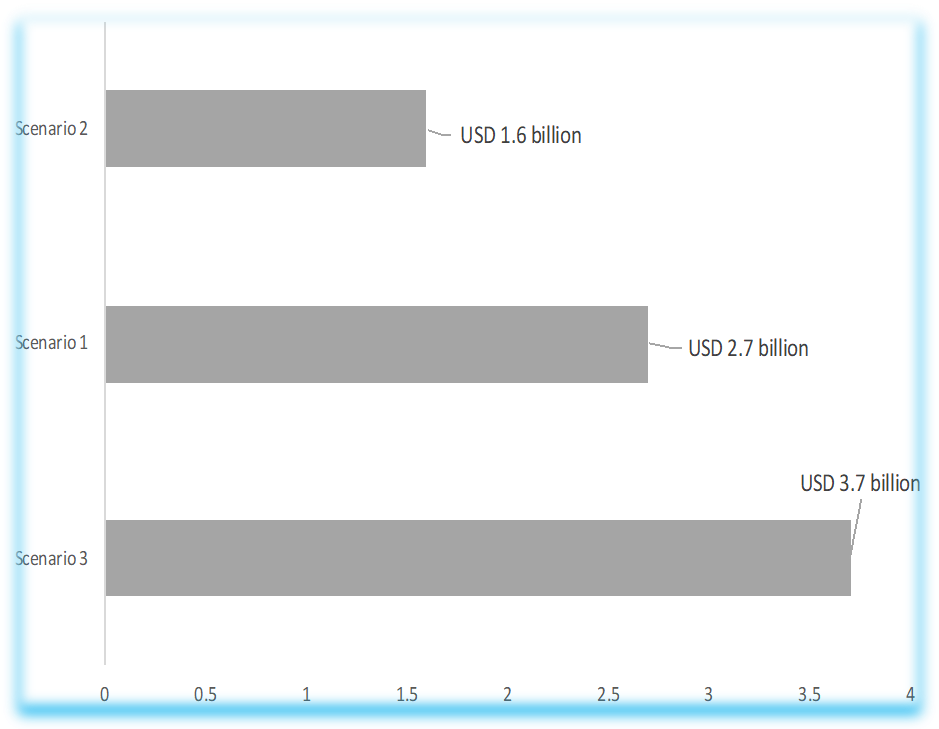 Scenario 2
USD 1.6 billion
Scenario 1
USD 2.7 billion
USD 3.7 billion
Scenario 3
0 0.5 1 1.5 2 2.5 3 3.5 4